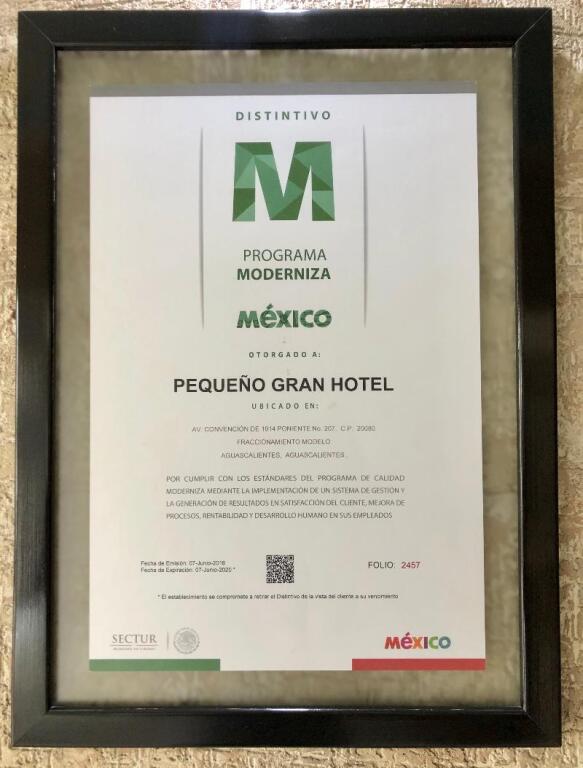 DISTINTIVO
M
PROGRAMA
MODERNIZA
México
OTORGADO A:
PEQUEÑO GRAN HOTEL
UBICADO EN:
AV. CONVENCIÓN DE 1914 PONIENTE No. 207. C.P. 20080
FRACCIONAMIENTO MODELO
AGUASCALIENTES, AGUASCALIENTES.
POR CUMPLIR CON LOS ESTÁNDARES DEL PROGRAMA DE CALIDAD
MODERNIZA MEDIANTE LA IMPLEMENTACIÓN DE UN SISTEMA DE GESTIÓN Y
LA GENERACIÓN DE RESULTADOS EN SATISFACCIÓN DEL CLIENTE, MEJORA DE
PROCESOS, RENTABILIDAD Y DESARROLLO HUMANO EN SUS EMPLEADOS
Fecha de Emisión: 07-Junio-2018
Fecha de Expiración: 07-Junio-2020 *
FOLIO: 2457
* El establecimiento se compromete a retirar el Distintivo de la vista del cliente a su vencimiento
SECTUR
México